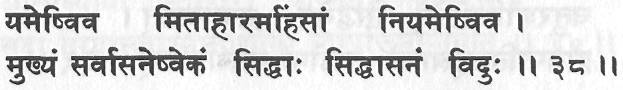 यमेष्विव मिताहारमहिंसां नियमेष्विव ।
मुख्यं सर्वासनेष्वेकं सिद्धाः सिद्धासनं विदुः ।। ३८ ।।